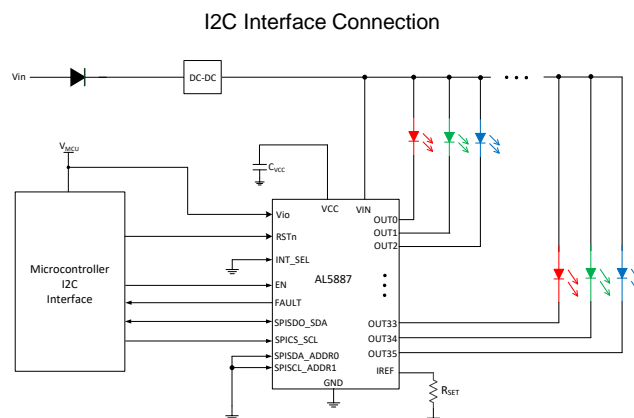 I2C Interface Connection
Vin
DC-DC
VMCU
CVCC
VCC
VIN
Vio
RSTn
INT_SEL
EN
FAULT
SPISDO_SDA
SPICS_SCL
SPISDA_ADDR0
SPISCL_ADDR1
GND
AL5887
OUT0
OUT1
OUT2
OUT33
OUT34
OUT35
IREF
RSET
Microcontroller
I2C
Interface